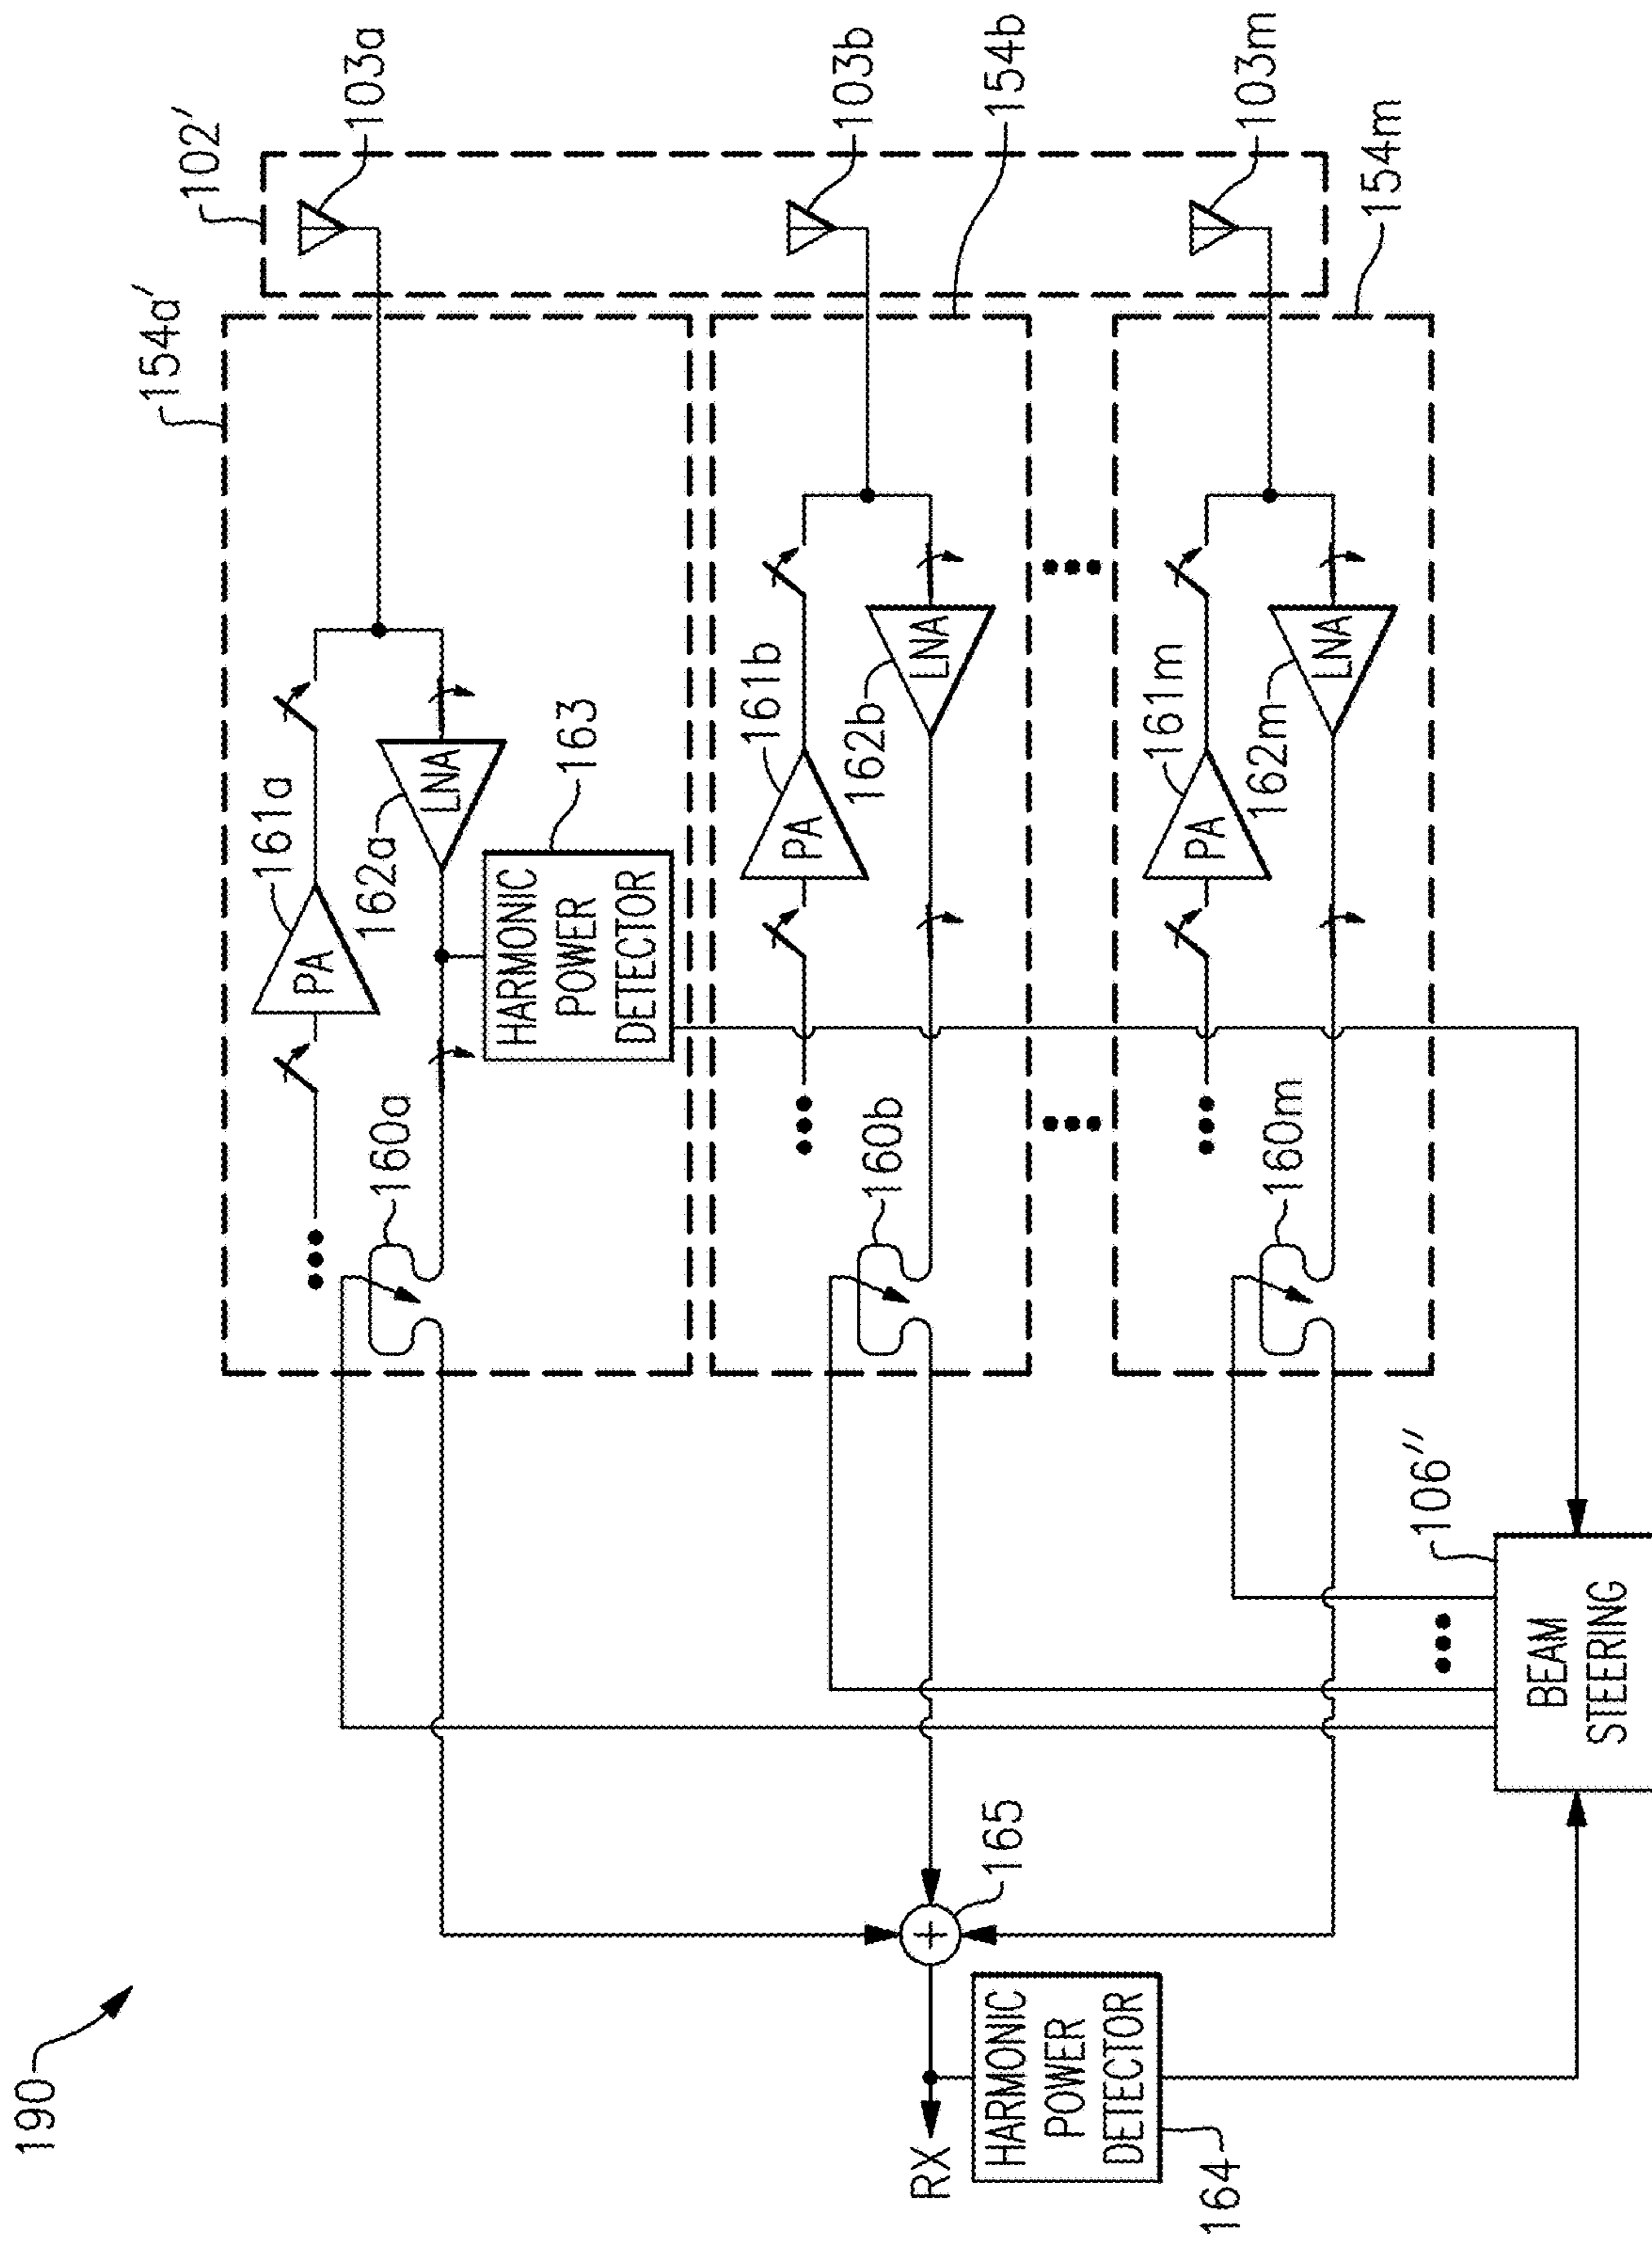 190
102′
103a
103b
103m
154a′
154b
154m
161a
PA
162a
LNA
163
HARMONIC
POWER
DETECTOR
160a
161b
PA
162b
LNA
160b
161m
PA
162m
LNA
160m
106″
BEAM
STEERING
165
+
RX
HARMONIC
POWER
DETECTOR
164